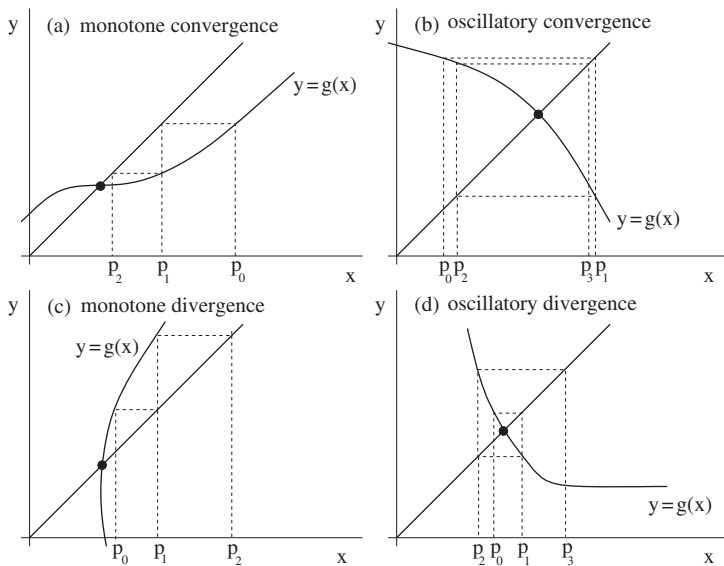 (a) monotone convergence
y
y=g(x)
p₂ p₁ p₀ x
(b) oscillatory convergence
y
y=g(x)
p₀ p₂ p₃ p₁ x
(c) monotone divergence
y
y=g(x)
p₀ p₁ p₂ x
(d) oscillatory divergence
y
y=g(x)
p₂ p₀ p₁ p₃ x